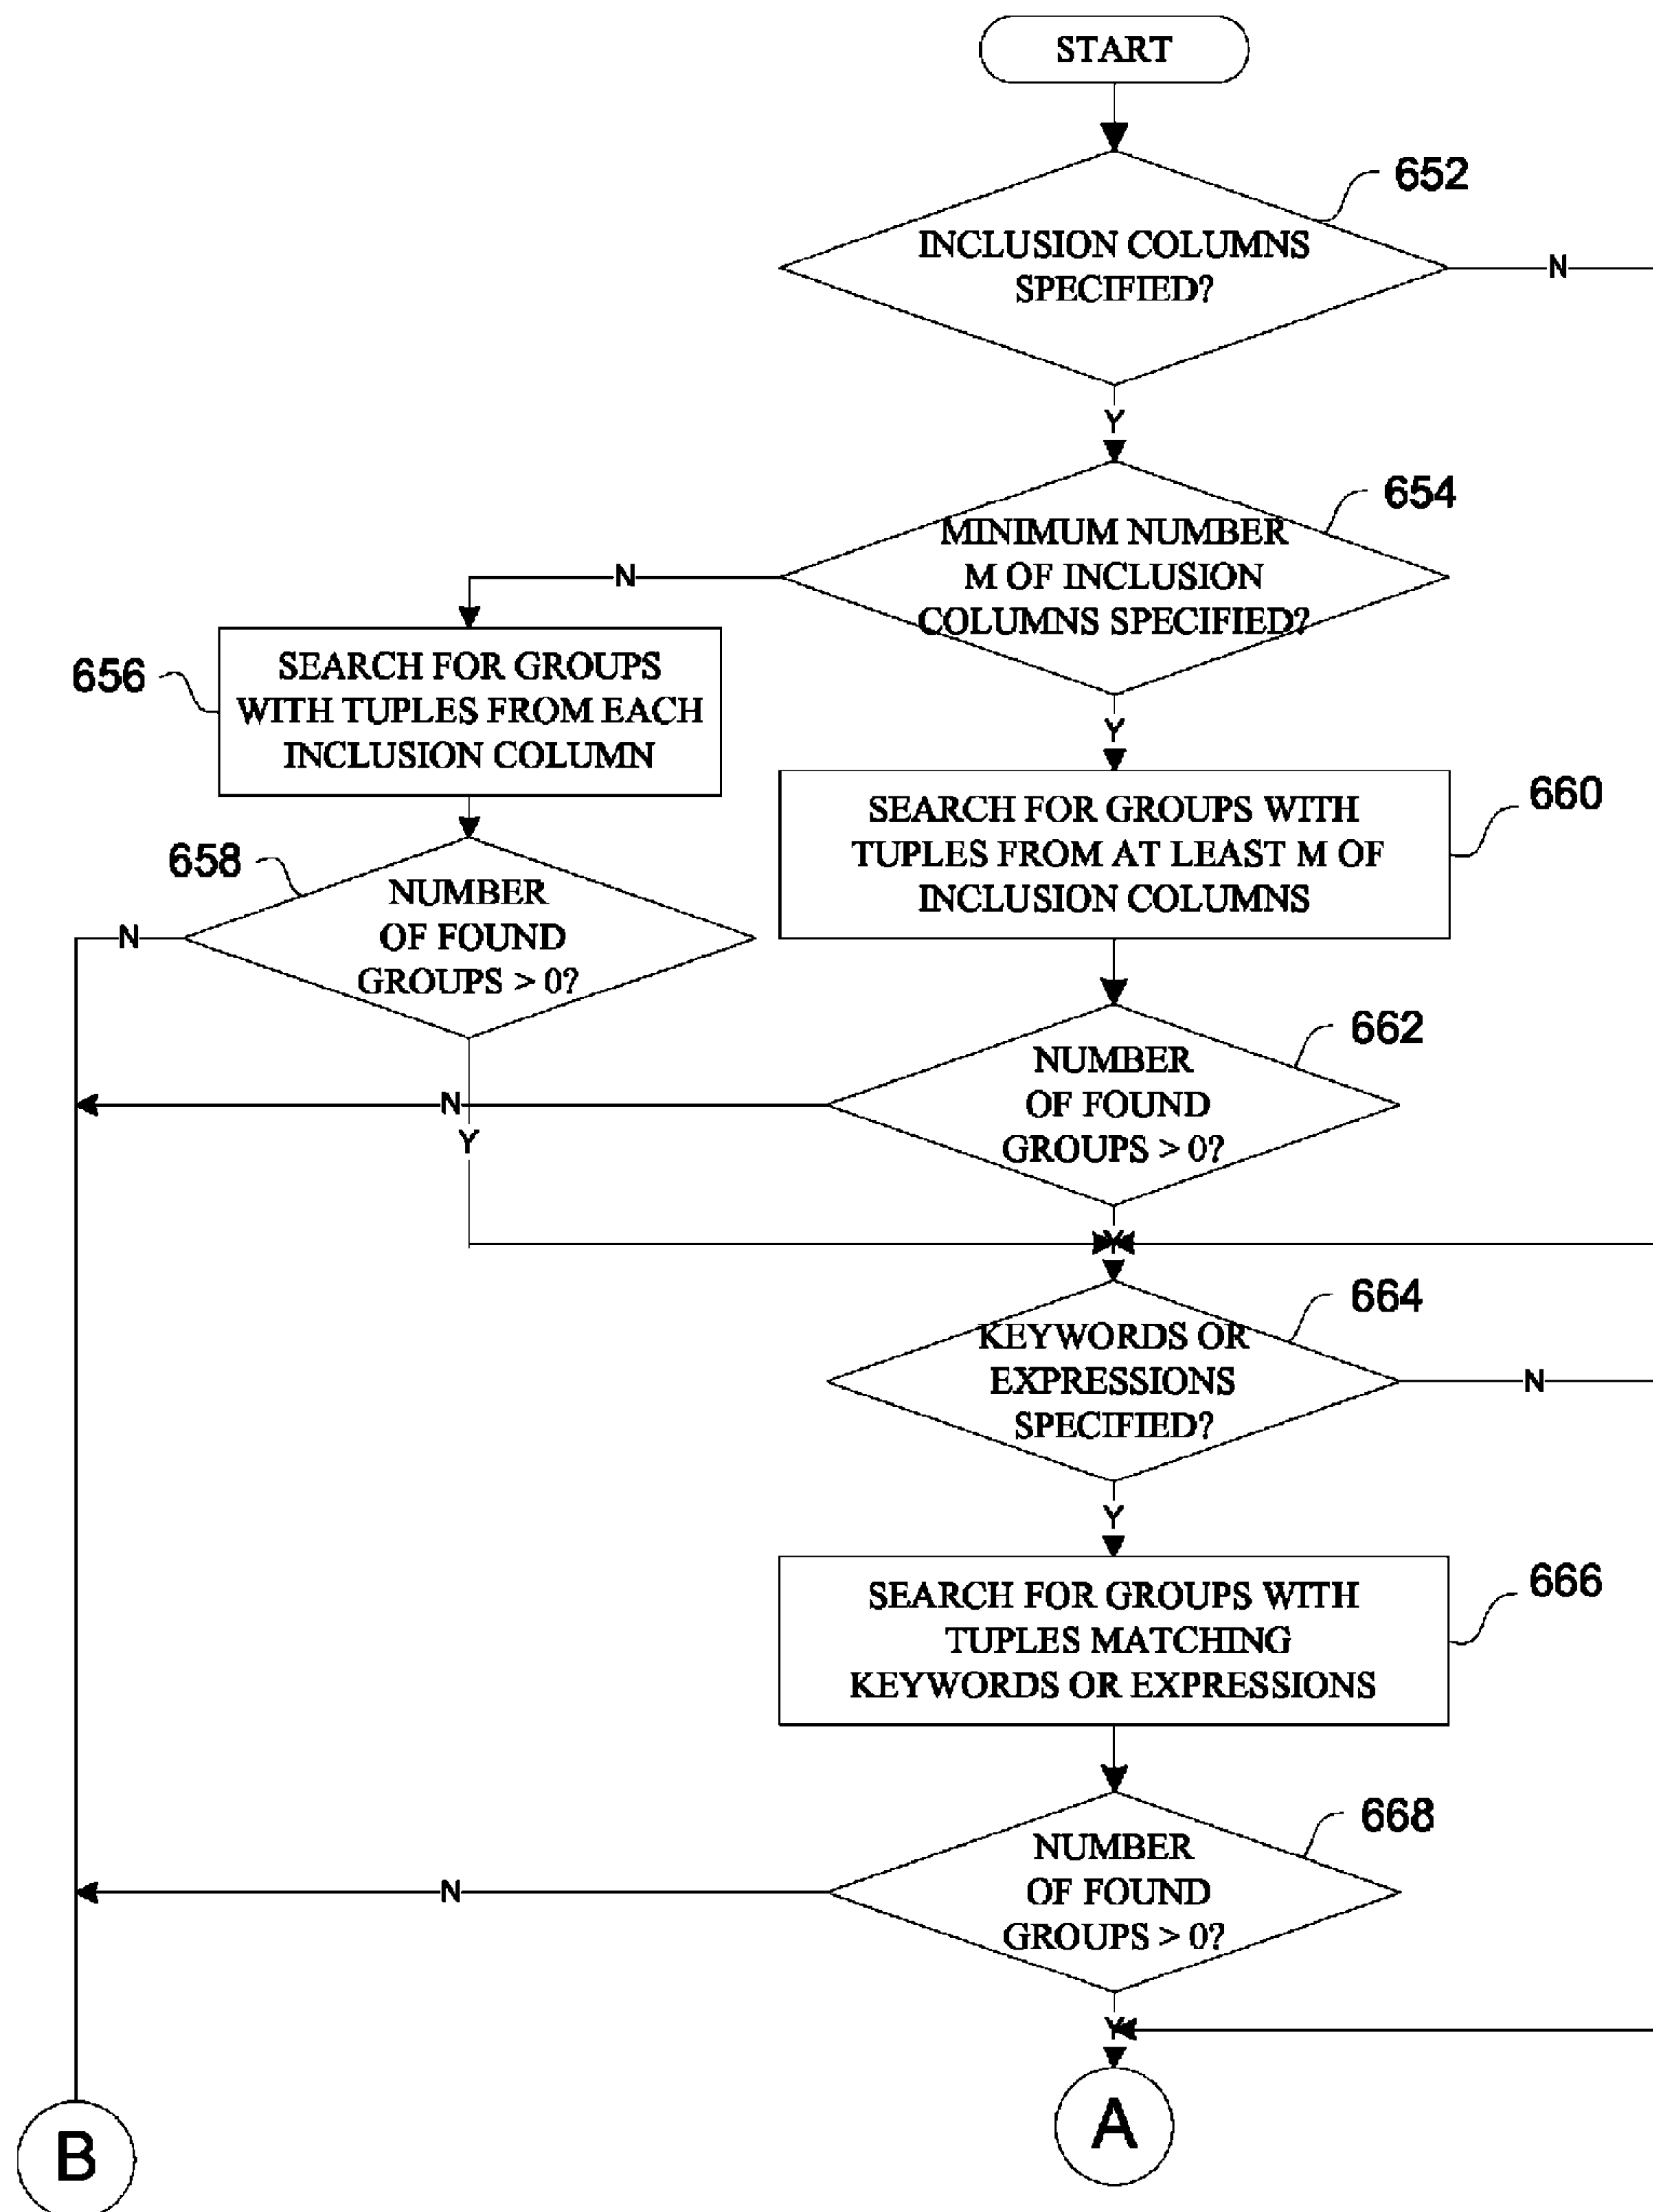 START
652
INCLUSION COLUMNS
SPECIFIED?
N
Y
654
MINIMUM NUMBER
M OF INCLUSION
COLUMNS SPECIFIED?
N
Y
656
SEARCH FOR GROUPS
WITH TUPLES FROM EACH
INCLUSION COLUMN
660
SEARCH FOR GROUPS WITH
TUPLES FROM AT LEAST M OF
INCLUSION COLUMNS
658
NUMBER
OF FOUND
GROUPS > 0?
N
Y
662
NUMBER
OF FOUND
GROUPS > 0?
N
Y
664
KEYWORDS OR
EXPRESSIONS
SPECIFIED?
N
Y
666
SEARCH FOR GROUPS WITH
TUPLES MATCHING
KEYWORDS OR EXPRESSIONS
668
NUMBER
OF FOUND
GROUPS > 0?
N
Y
A
B